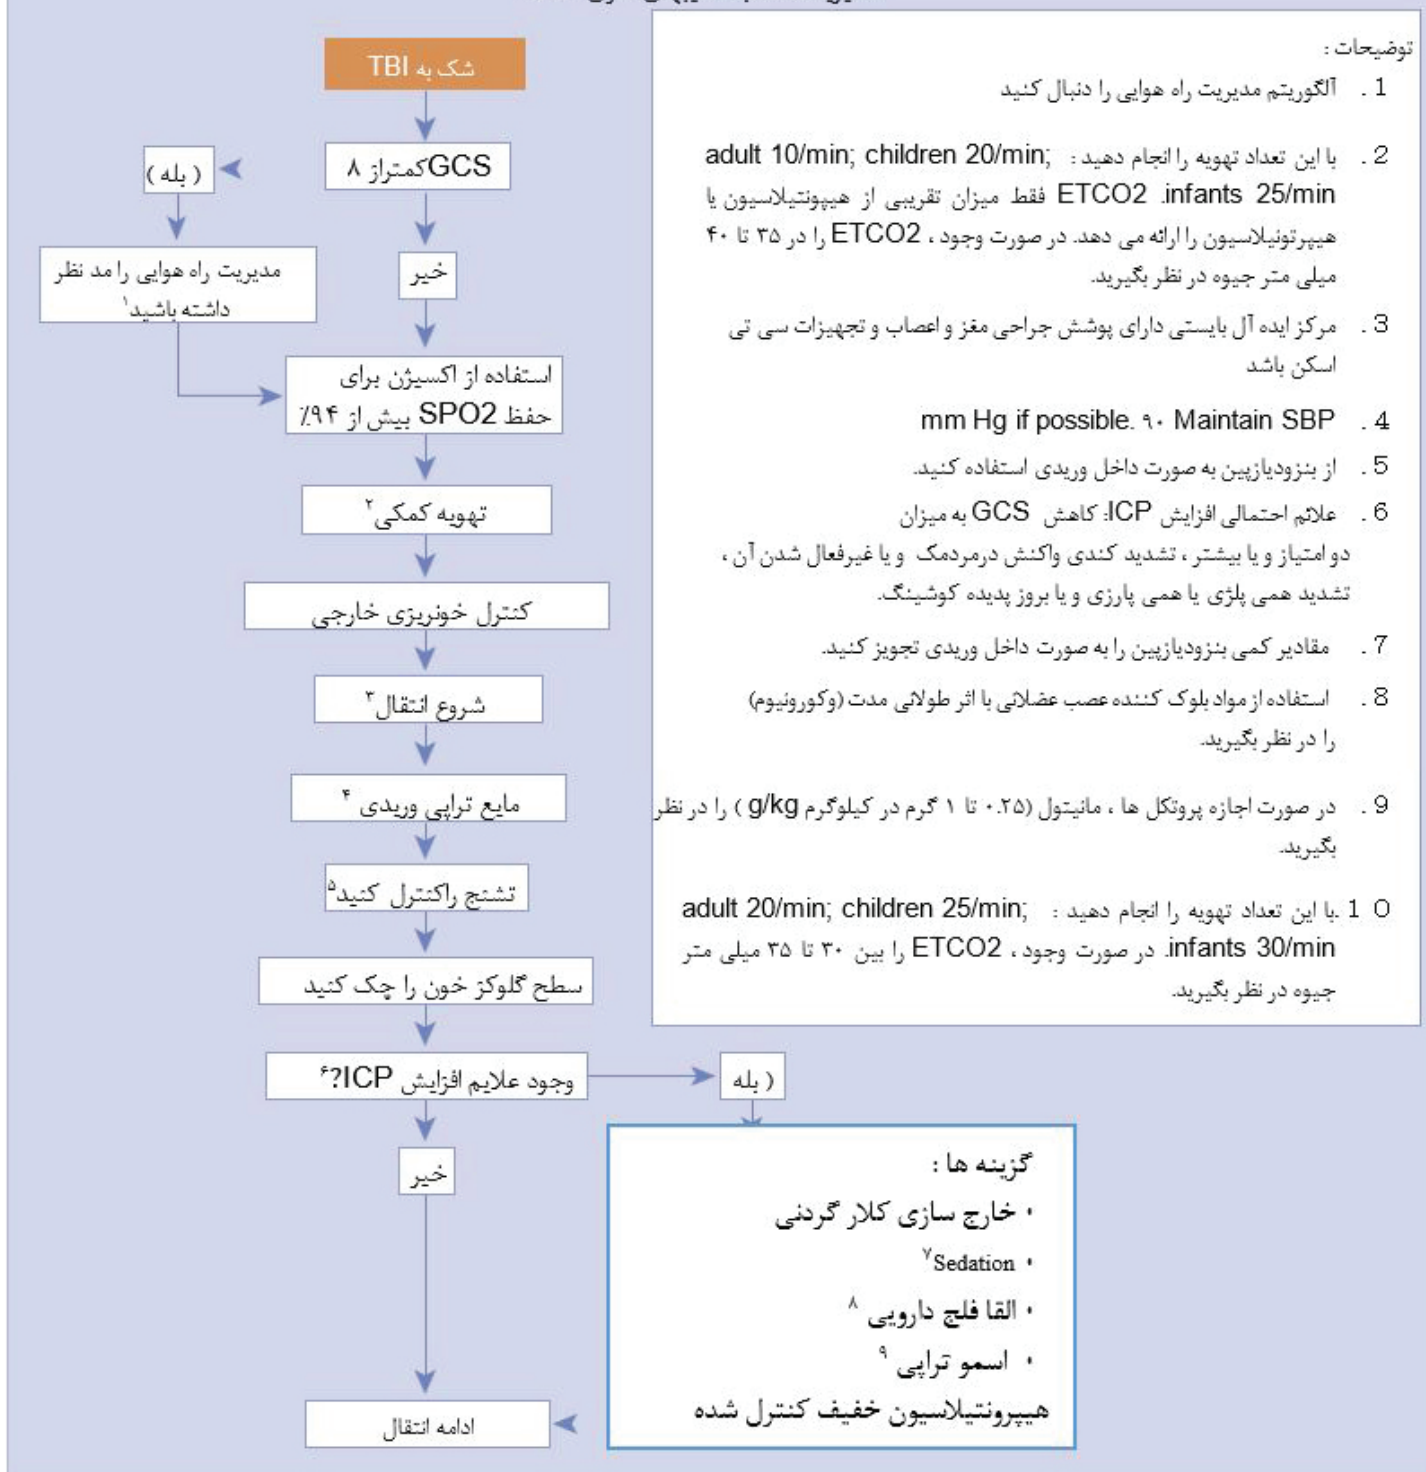 شک به TBI
GCSکمتراز ۸
( بله )
خیر
مدیریت راه هوایی را مد نظر
داشته باشید۱
استفاده از اکسیژن برای
حفظ SPO2 بیش از ۹۴٪
تهویه کمکی۲
کنترل خونریزی خارجی
شروع انتقال۳
مایع تراپی وریدی ۴
تشنج راکنترل کنید۵
سطح گلوکز خون را چک کنید
وجود علایم افزایش ICP?۶
( بله
خیر
گزینه ها :
• خارج سازی کلار گردنی
• Sedation۷
• القا فلج دارویی ۸
• اسمو تراپی ۹
هیپرونتیلاسیون خفیف کنترل شده
ادامه انتقال
توضیحات :
1 . آلگوریتم مدیریت راه هوایی را دنبال کنید
2 . با این تعداد تهویه را انجام دهید : adult 10/min; children 20/min;
infants 25/min. ETCO2 فقط میزان تقریبی از هیپونتیلاسیون یا
هیپرتونیلاسیون را ارائه می دهد. در صورت وجود ، ETCO2 را در ۳۵ تا ۴۰
میلی متر جیوه در نظر بگیرید.
3 . مرکز ایده آل بایستی دارای پوشش جراحی مغز و اعصاب و تجهیزات سی تی
اسکن باشد
4 . mm Hg if possible. ۹۰ Maintain SBP
5 . از بنزودیازپین به صورت داخل وریدی استفاده کنید.
6 . علائم احتمالی افزایش ICP: کاهش GCS به میزان
دو امتیاز و یا بیشتر ، تشدید کندی واکنش درمردمک و یا غیرفعال شدن آن ،
تشدید همی پلژی یا همی پارزی و یا بروز پدیده کوشینگ.
7 . مقادیر کمی بنزودیازپین را به صورت داخل وریدی تجویز کنید.
8 . استفاده از مواد بلوک کننده عصب عضلانی با اثر طولانی مدت (وکورونیوم)
را در نظر بگیرید.
9 . در صورت اجازه پروتکل ها ، مانیتول (۰.۲۵ تا ۱ گرم در کیلوگرم g/kg ) را در نظر
بگیرید.
1 0 .با این تعداد تهویه را انجام دهید : adult 20/min; children 25/min;
infants 30/min. در صورت وجود ، ETCO2 را بین ۳۰ تا ۳۵ میلی متر
جیوه در نظر بگیرید.